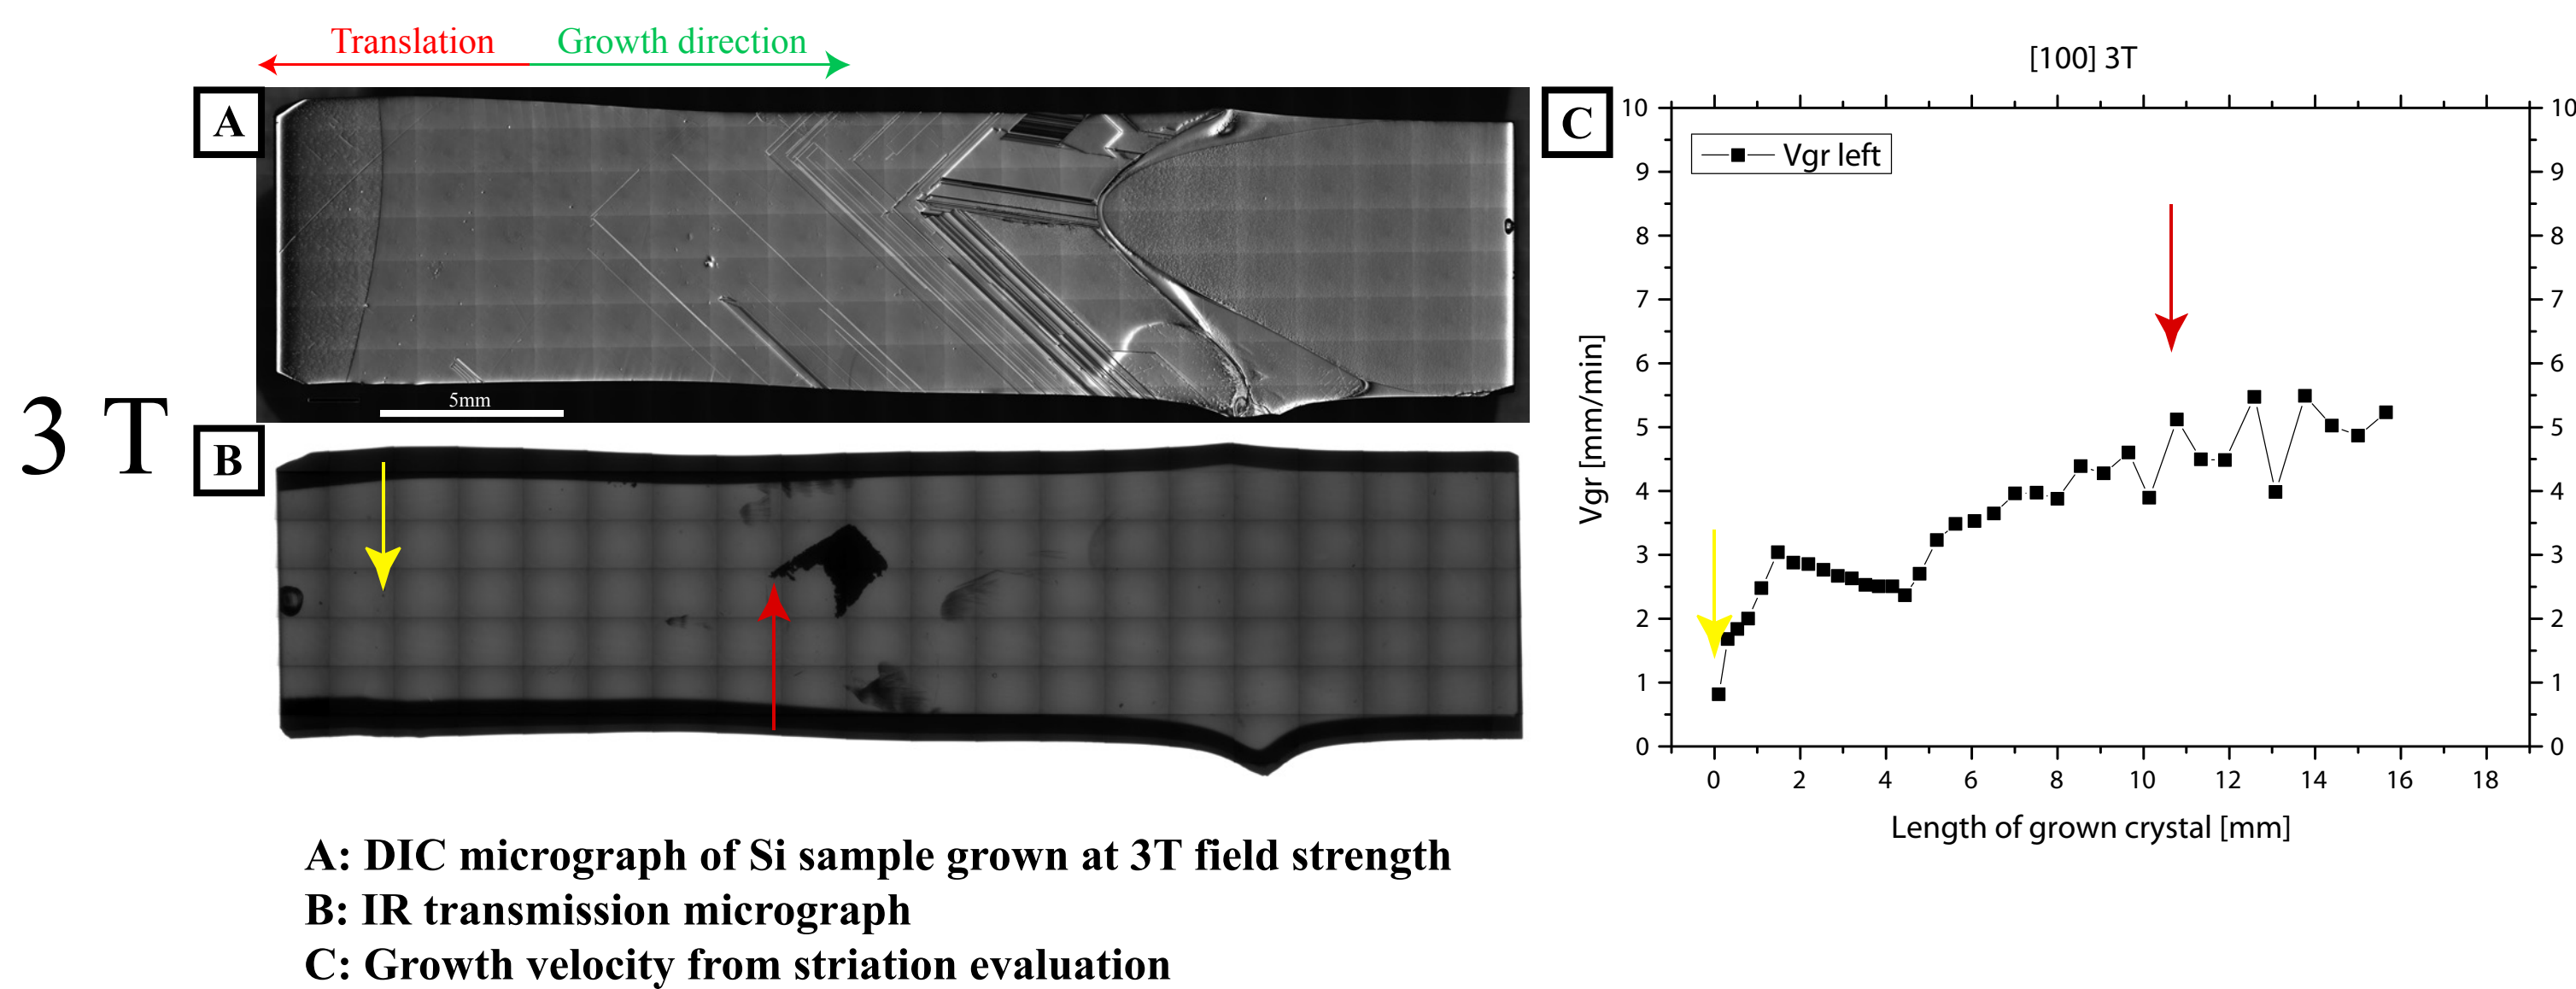 Translation Growth direction
A
5mm
3 T
B
[100] 3T
C
Vgr left
10
9
8
7
6
5
4
3
2
1
0
10
9
8
7
6
5
4
3
2
1
0
Vgr [mm/min]
0 2 4 6 8 10 12 14 16 18
Length of grown crystal [mm]
A: DIC micrograph of Si sample grown at 3T field strength
B: IR transmission micrograph
C: Growth velocity from striation evaluation